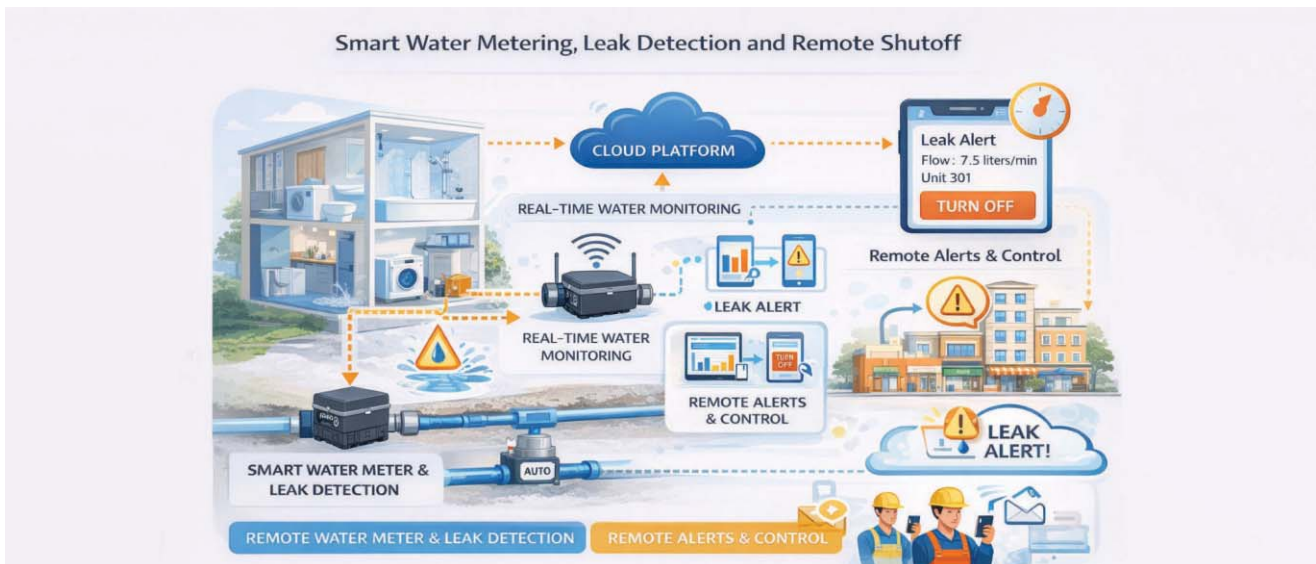 Smart Water Metering, Leak Detection and Remote Shutoff
CLOUD PLATFORM
Leak Alert
Flow: 7.5 liters/min
Unit 301
TURN OFF
REAL-TIME WATER MONITORING
Remote Alerts & Control
LEAK ALERT
REAL-TIME WATER
MONITORING
TURN
OFF
REMOTE ALERTS
& CONTROL
SMART WATER METER &
LEAK DETECTION
AUTO
LEAK
ALERT!
REMOTE WATER METER & LEAK DETECTION
REMOTE ALERTS & CONTROL